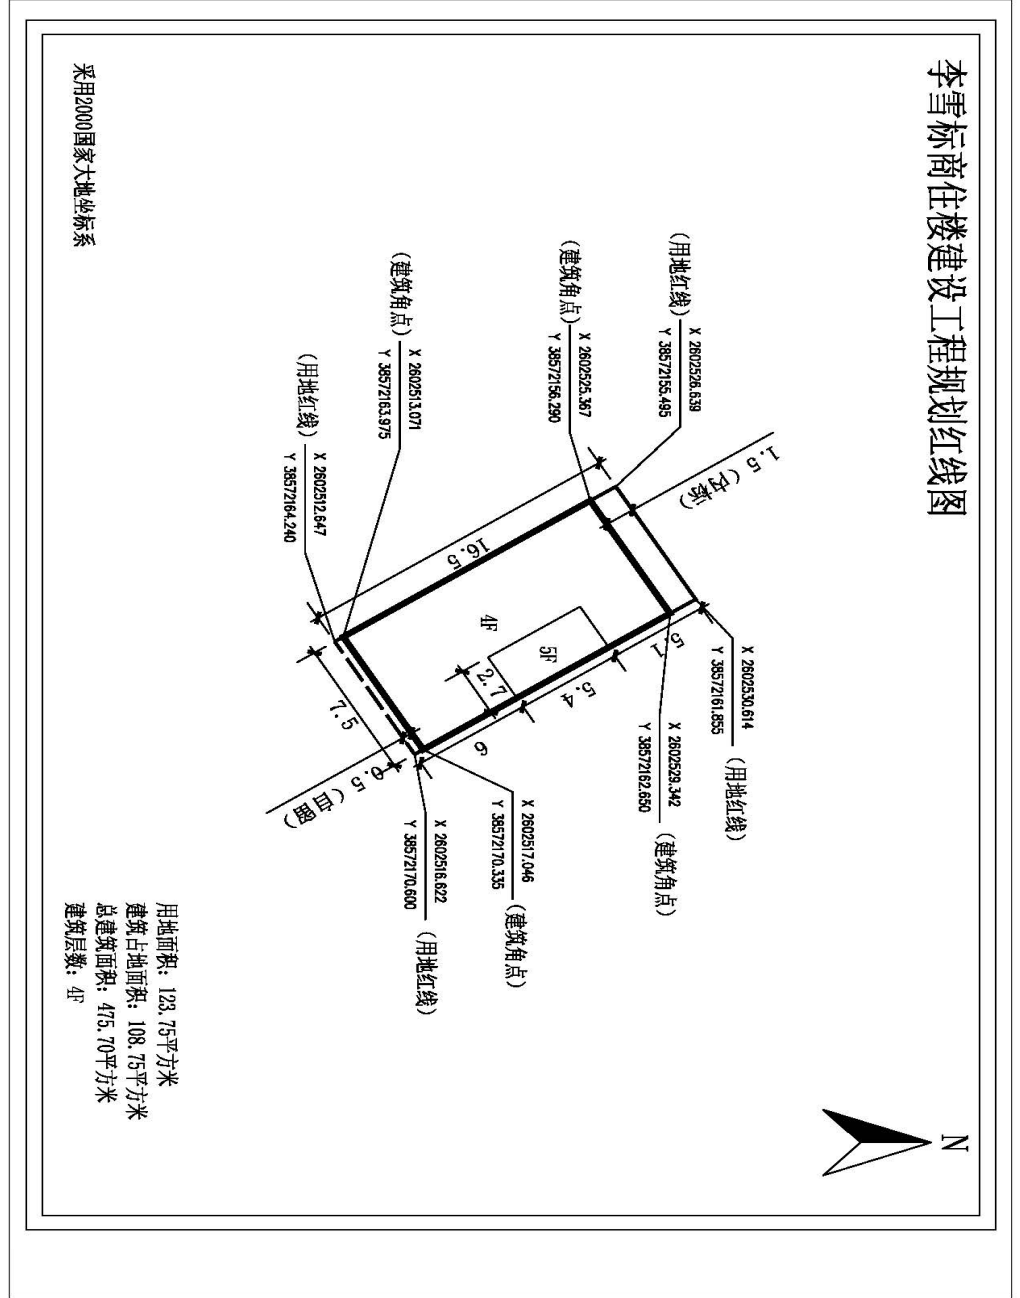 李雪标商住楼建设工程规划红线图
N
(用地红线)
X 2602526.639
Y 38572155.495
(建筑角点)
X 2602525.367
Y 38572156.290
(建筑角点)
X 2602513.071
Y 38572163.975
(用地红线)
X 2602512.647
Y 38572164.240
1.5(内标)
16.5
4F
5F
2.7
5.1
5.4
6
7.5
0.5(自留)
X 2602530.614
Y 38572161.855
(用地红线)
X 2602529.342
Y 38572162.650
(建筑角点)
X 2602517.046
Y 38572170.335
(建筑角点)
X 2602516.622
Y 38572170.600
(用地红线)
采用2000国家大地坐标系
用地面积：123.75平方米
建筑占地面积：108.75平方米
总建筑面积：475.70平方米
建筑层数：4F